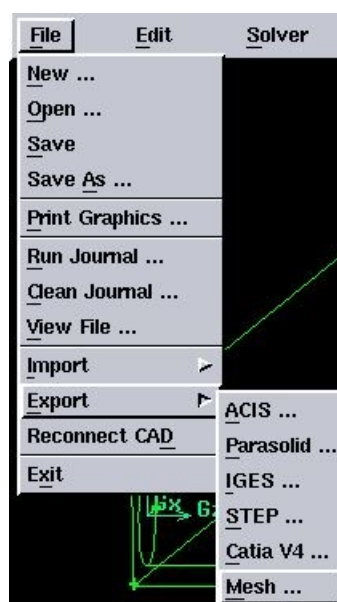 File Edit Solver
New ...
Open ...
Save
Save As ...
Print Graphics ...
Run Journal ...
Clean Journal ...
View File ...
Import
Export
ACIS ...
Reconnect CAD
Parasolid ...
Exit
IGES ...
STEP ...
Catia V4 ...
Mesh ...
Gx